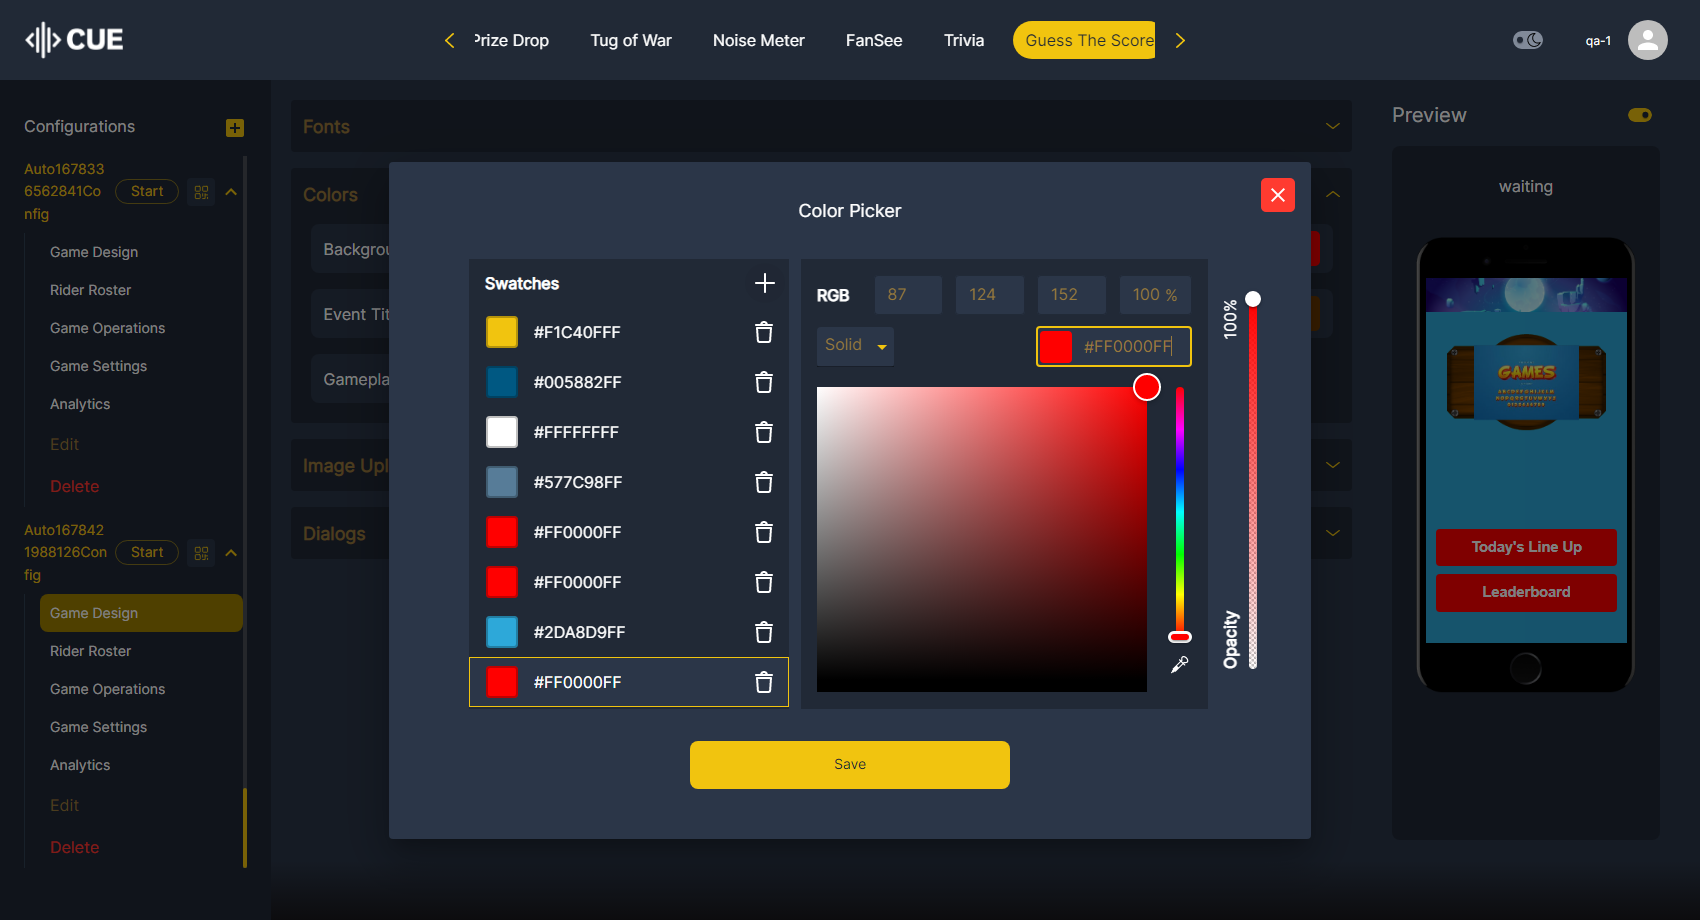 CUE
Prize Drop
Tug of War
Noise Meter
FanSee
Trivia
Guess The Score
qa-1
Configurations
Auto167833
6562841Co
nfig
Start
Game Design
Rider Roster
Game Operations
Game Settings
Analytics
Edit
Delete
Auto167842
1988126Con
fig
Start
Game Design
Rider Roster
Game Operations
Game Settings
Analytics
Edit
Delete
Fonts
Colors
Backgrou
Event Tit
Gamepla
Image Upl
Dialogs
Color Picker
Swatches
#F1C40FFF
#005882FF
#FFFFFFFF
#577C98FF
#FF0000FF
#FF0000FF
#2DA8D9FF
#FF0000FF
RGB
87
124
152
100 %
Solid
#FF0000FF
100%
Opacity
Save
Preview
waiting
GAMES
Today's Line Up
Leaderboard